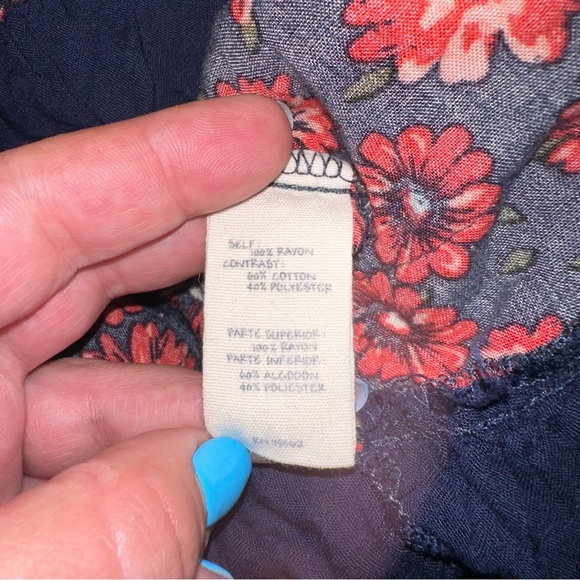 SELF:
100% RAYON
CONTRAST:
60% COTTON
40% POLYESTER
PARTE SUPERIOR:
100% RAYON
PARTE INFERIOR:
60% ALGODON
40% POLIESTER